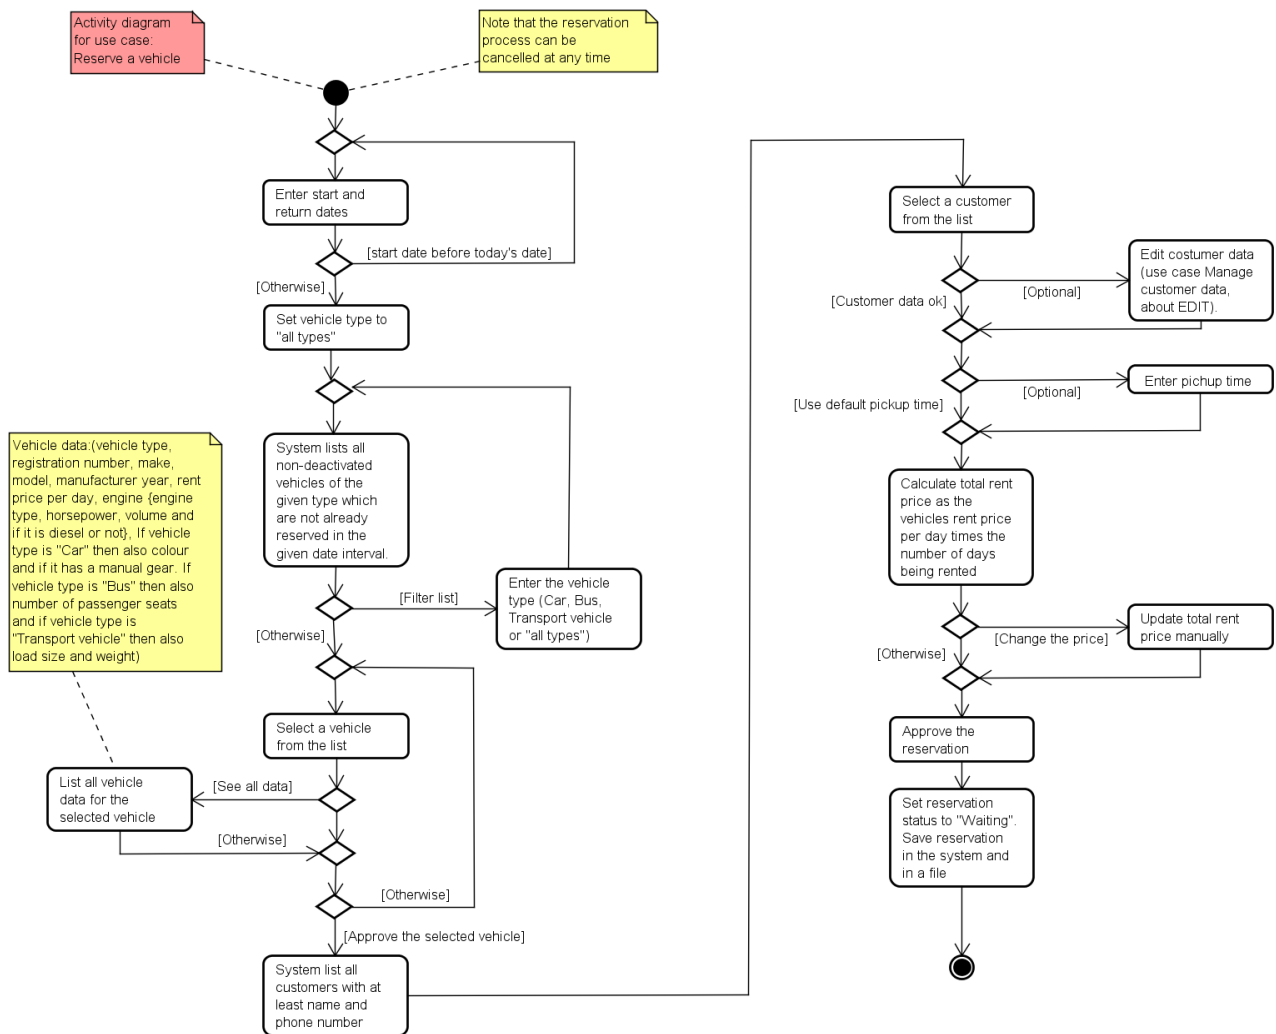 Activity diagram
for use case:
Reserve a vehicle
Note that the reservation
process can be
cancelled at any time
Enter start and
return dates
[start date before today's date]
[Otherwise]
Set vehicle type to
"all types"
System lists all
non-deactivated
vehicles of the
given type which
are not already
reserved in the
given date interval.
[Filter list]
Enter the vehicle
type (Car, Bus,
Transport vehicle
or "all types")
[Otherwise]
Vehicle data:(vehicle type,
registration number, make,
model, manufacturer year, rent
price per day, engine {engine
type, horsepower, volume and
if it is diesel or not}, If vehicle
type is "Car" then also colour
and if it has a manual gear. If
vehicle type is "Bus" then also
number of passenger seats
and if vehicle type is
"Transport vehicle" then also
load size and weight)
Select a vehicle
from the list
[See all data]
List all vehicle
data for the
selected vehicle
[Otherwise]
[Otherwise]
[Approve the selected vehicle]
System list all
customers with at
least name and
phone number
Select a customer
from the list
[Optional]
Edit costumer data
(use case Manage
customer data,
about EDIT).
[Customer data ok]
[Optional]
Enter pichup time
[Use default pickup time]
Calculate total rent
price as the
vehicles rent price
per day times the
number of days
being rented
[Change the price]
Update total rent
price manually
[Otherwise]
Approve the
reservation
Set reservation
status to "Waiting".
Save reservation
in the system and
in a file